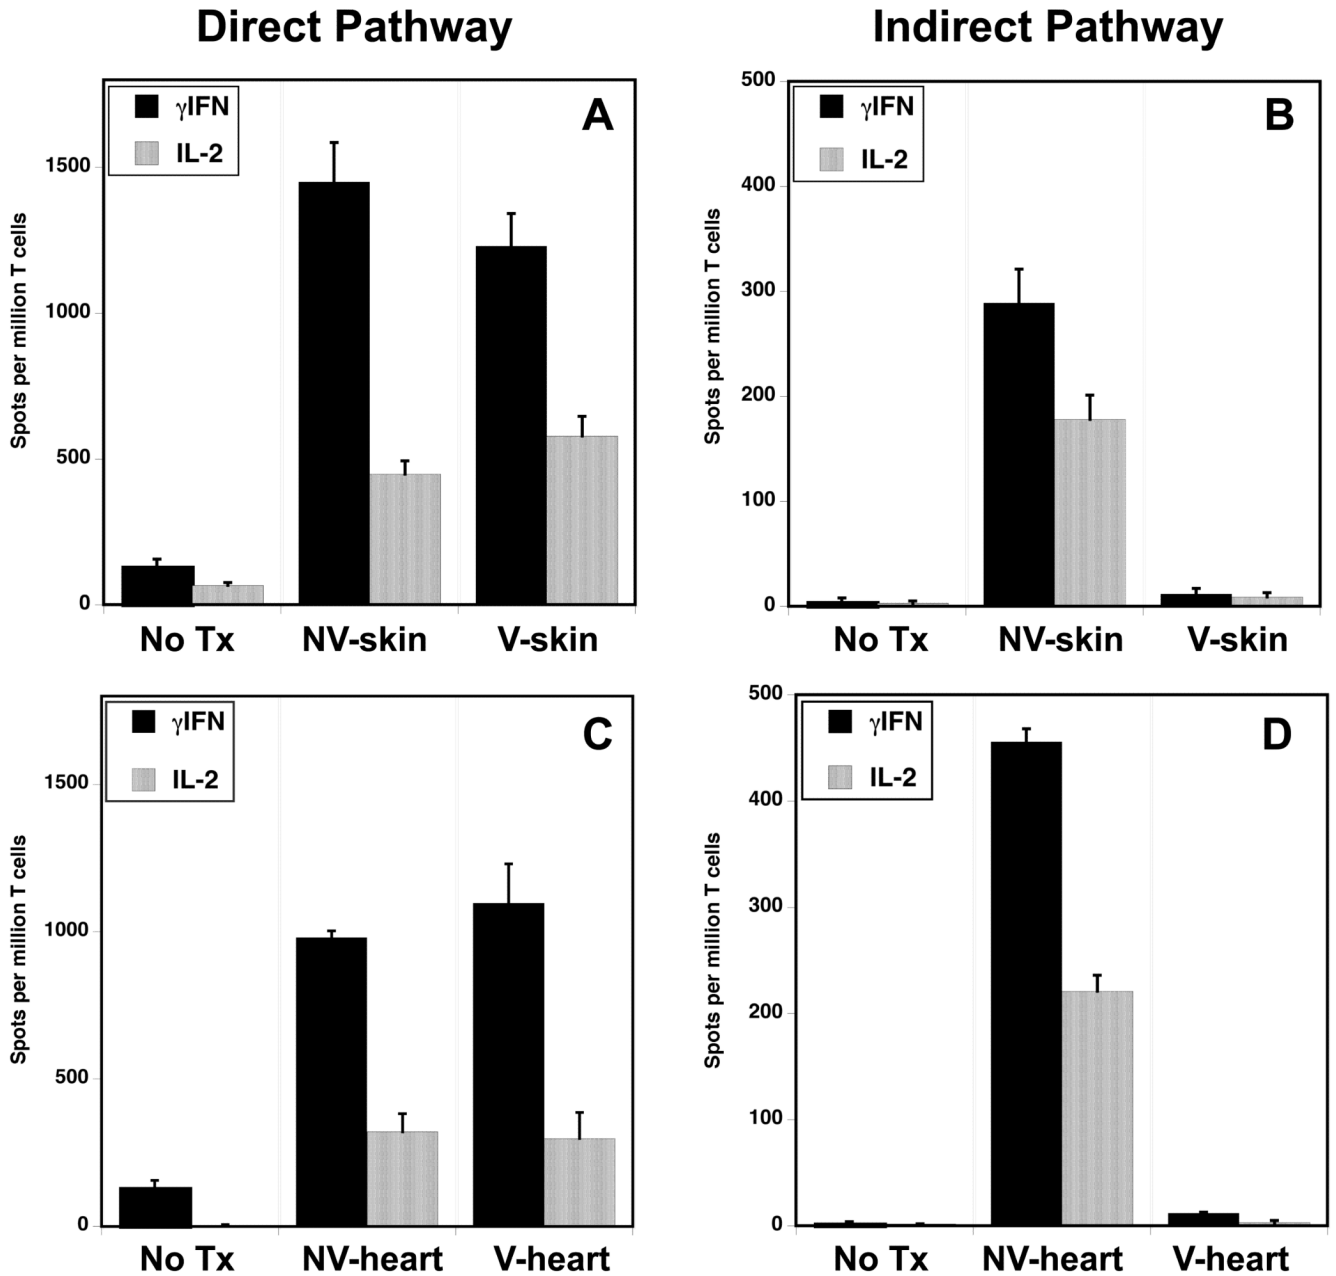 Direct Pathway
Indirect Pathway
A
γIFN
IL-2
1500
1000
500
0
Spots per million T cells
No Tx
NV-skin
V-skin
B
γIFN
IL-2
500
400
300
200
100
0
Spots per million T cells
No Tx
NV-skin
V-skin
C
γIFN
IL-2
1500
1000
500
0
Spots per million T cells
No Tx
NV-heart
V-heart
D
γIFN
IL-2
500
400
300
200
100
0
Spots per million T cells
No Tx
NV-heart
V-heart